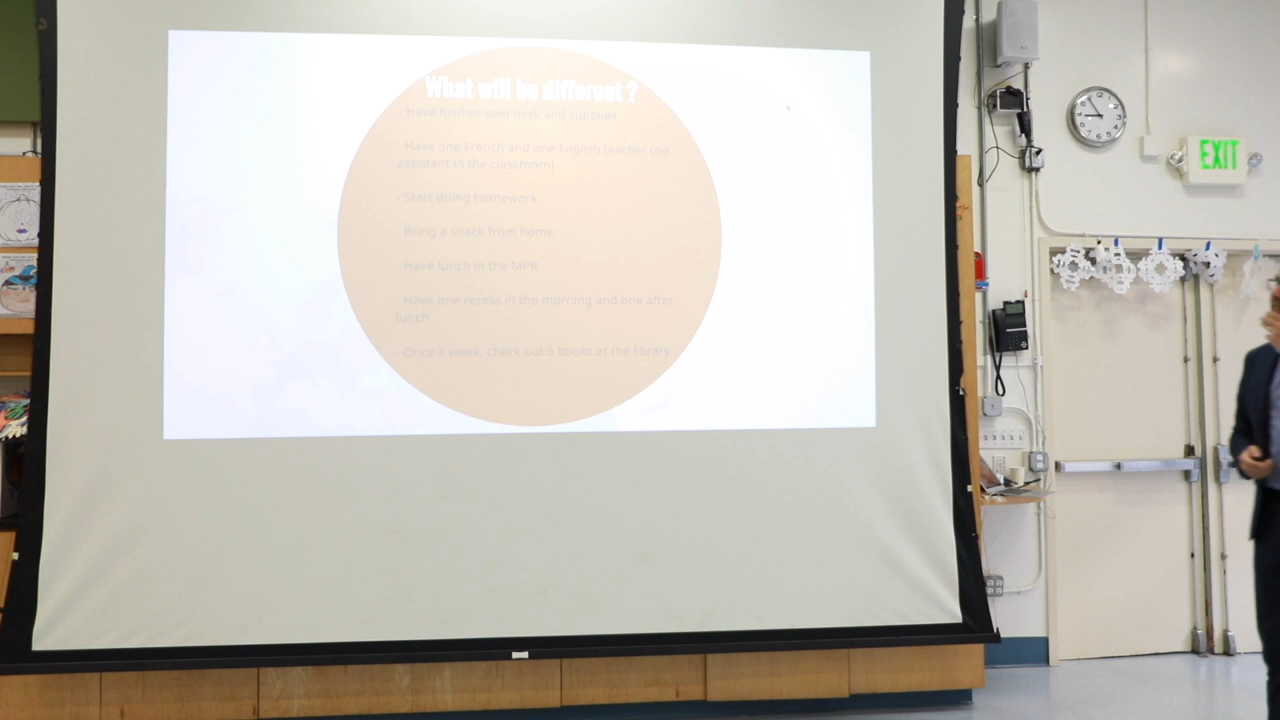 What will be different ?
- Have his/her own desk and supplies
- Have one French and one English teacher (no
assistant in the classroom)
- Start doing homework
- Bring a snack from home
- Have lunch in the MPR
- Have one recess in the morning and one after
lunch
- Once a week, check out 6 books at the library
EXIT